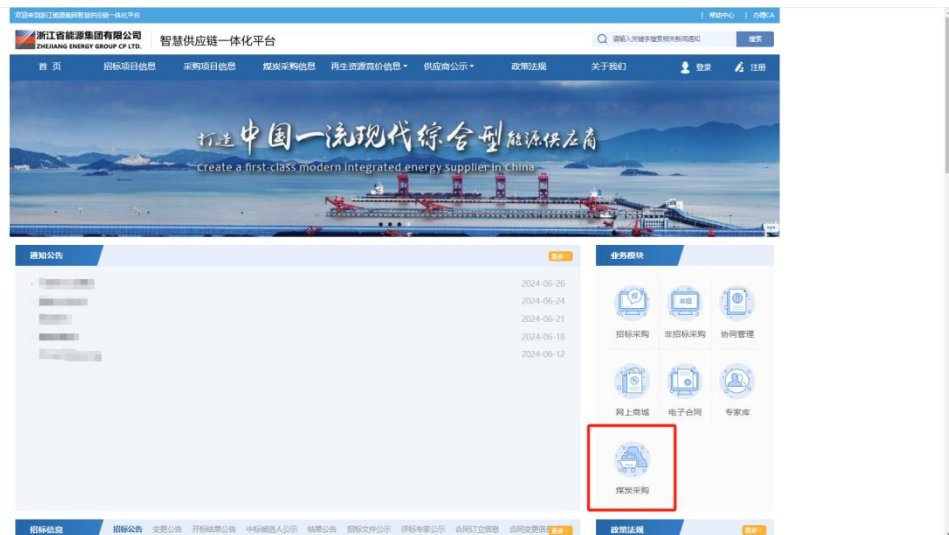 欢迎来到浙江能源集团智慧供应链一体化平台
帮助中心 | 办理CA
浙江省能源集团有限公司
ZHEJIANG ENERGY GROUP CP LTD.
智慧供应链一体化平台
请输入关键字搜索相关新闻通知
搜索
首 页 招标项目信息 采购项目信息 煤炭采购信息 再生资源竞价信息 供应商公示 政策法规 关于我们 登录 注册
打造中国一流现代综合型能源供应商
Create a first-class modern integrated energy supplier in China
通知公告
更多
2024-06-26
2024-06-24
2024-06-21
2024-06-18
2024-06-12
业务模块
招标采购 非招标采购 协同管理
网上商城 电子合同 专家库
煤炭采购
招标信息 招标公告 变更公告 开标结果公告 中标候选人公示 结果公告 招标文件公示 评标专家公示 合同订立信息 合同变更信息 更多
政策法规 更多